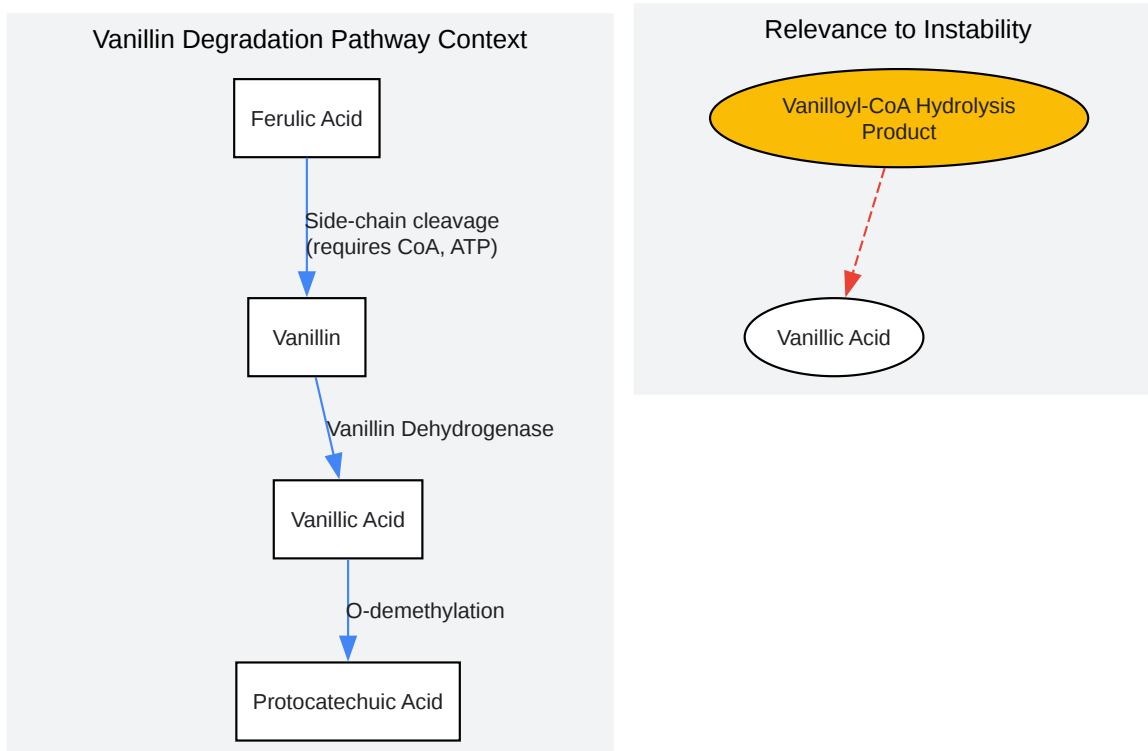 Vanillin Degradation Pathway Context
Ferulic Acid
Side-chain cleavage
(requires CoA, ATP)
Vanillin
Vanillin Dehydrogenase
Vanillic Acid
O-demethylation
Protocatechuic Acid
Relevance to Instability
Vanilloyl-CoA Hydrolysis
Product
Vanillic Acid